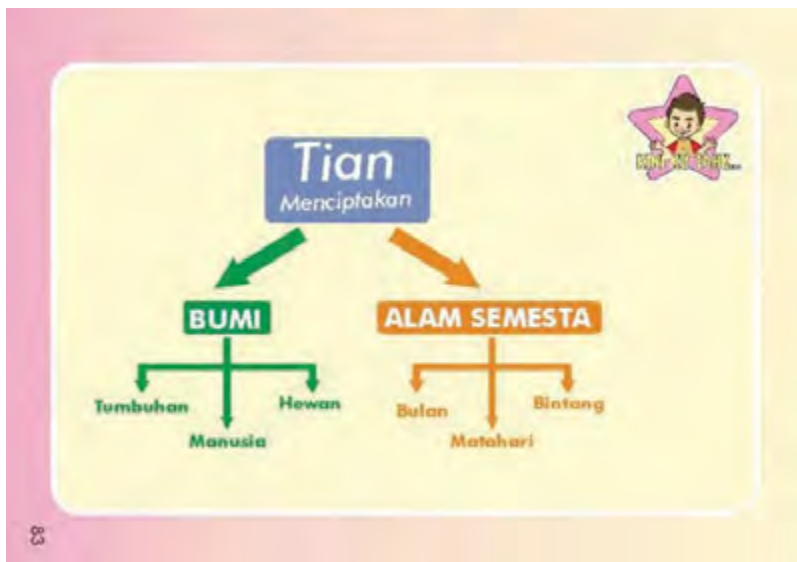 Tian
Menciptakan
BUMI
ALAM SEMESTA
Tumbuhan
Hewan
Manusia
Bulan
Bintang
Matahari
83